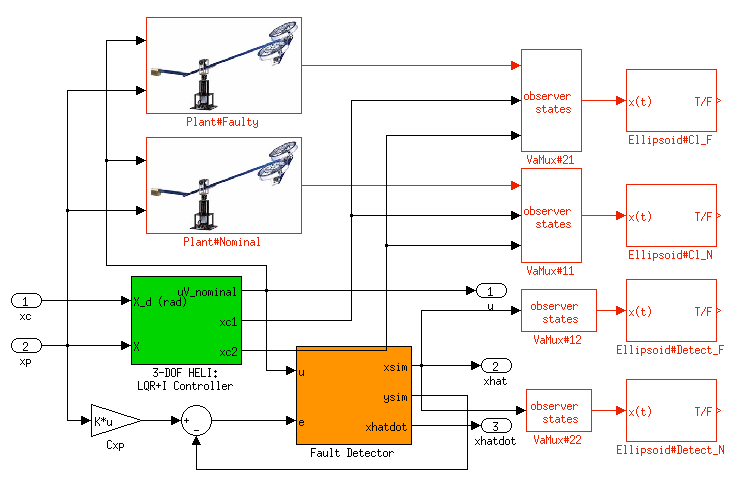 Plant#Faulty
observer
states
VaMux#21
x(t) T/F
Ellipsoid#Cl_F
Plant#Nominal
observer
states
VaMux#11
x(t) T/F
Ellipsoid#Cl_N
1
xc
2
xp
X_d (rad)
X
uV_nominal
xc1
xc2
3-DOF HELI:
LQR+I Controller
1
u
observer
states
VaMux#12
x(t) T/F
Ellipsoid#Detect_F
u
e
xsim
ysim
xhatdot
Fault Detector
2
xhat
3
xhatdot
observer
states
VaMux#22
x(t) T/F
Ellipsoid#Detect_N
K*u
Cxp
+
-